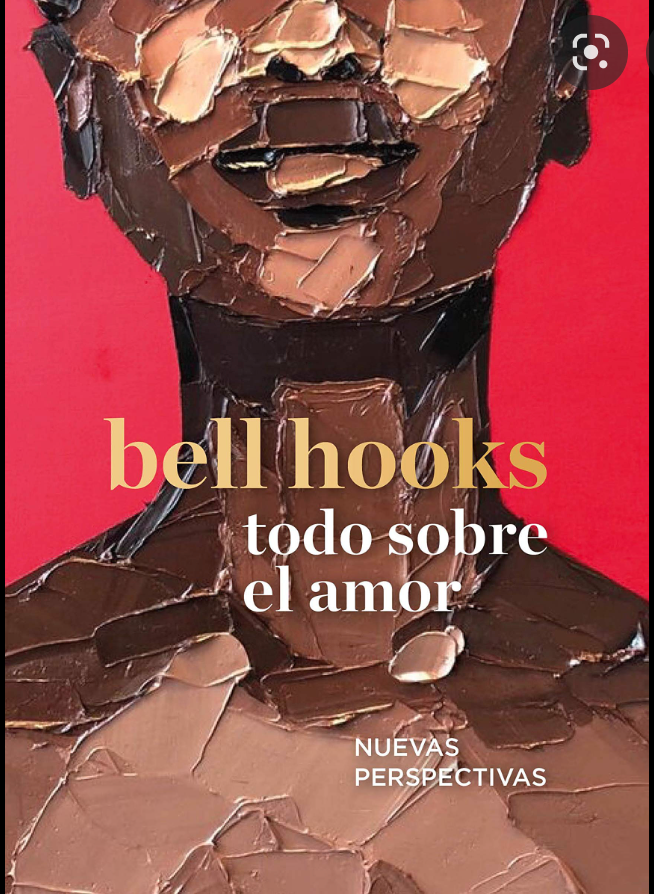 bell hooks
todo sobre
el amor
NUEVAS
PERSPECTIVAS